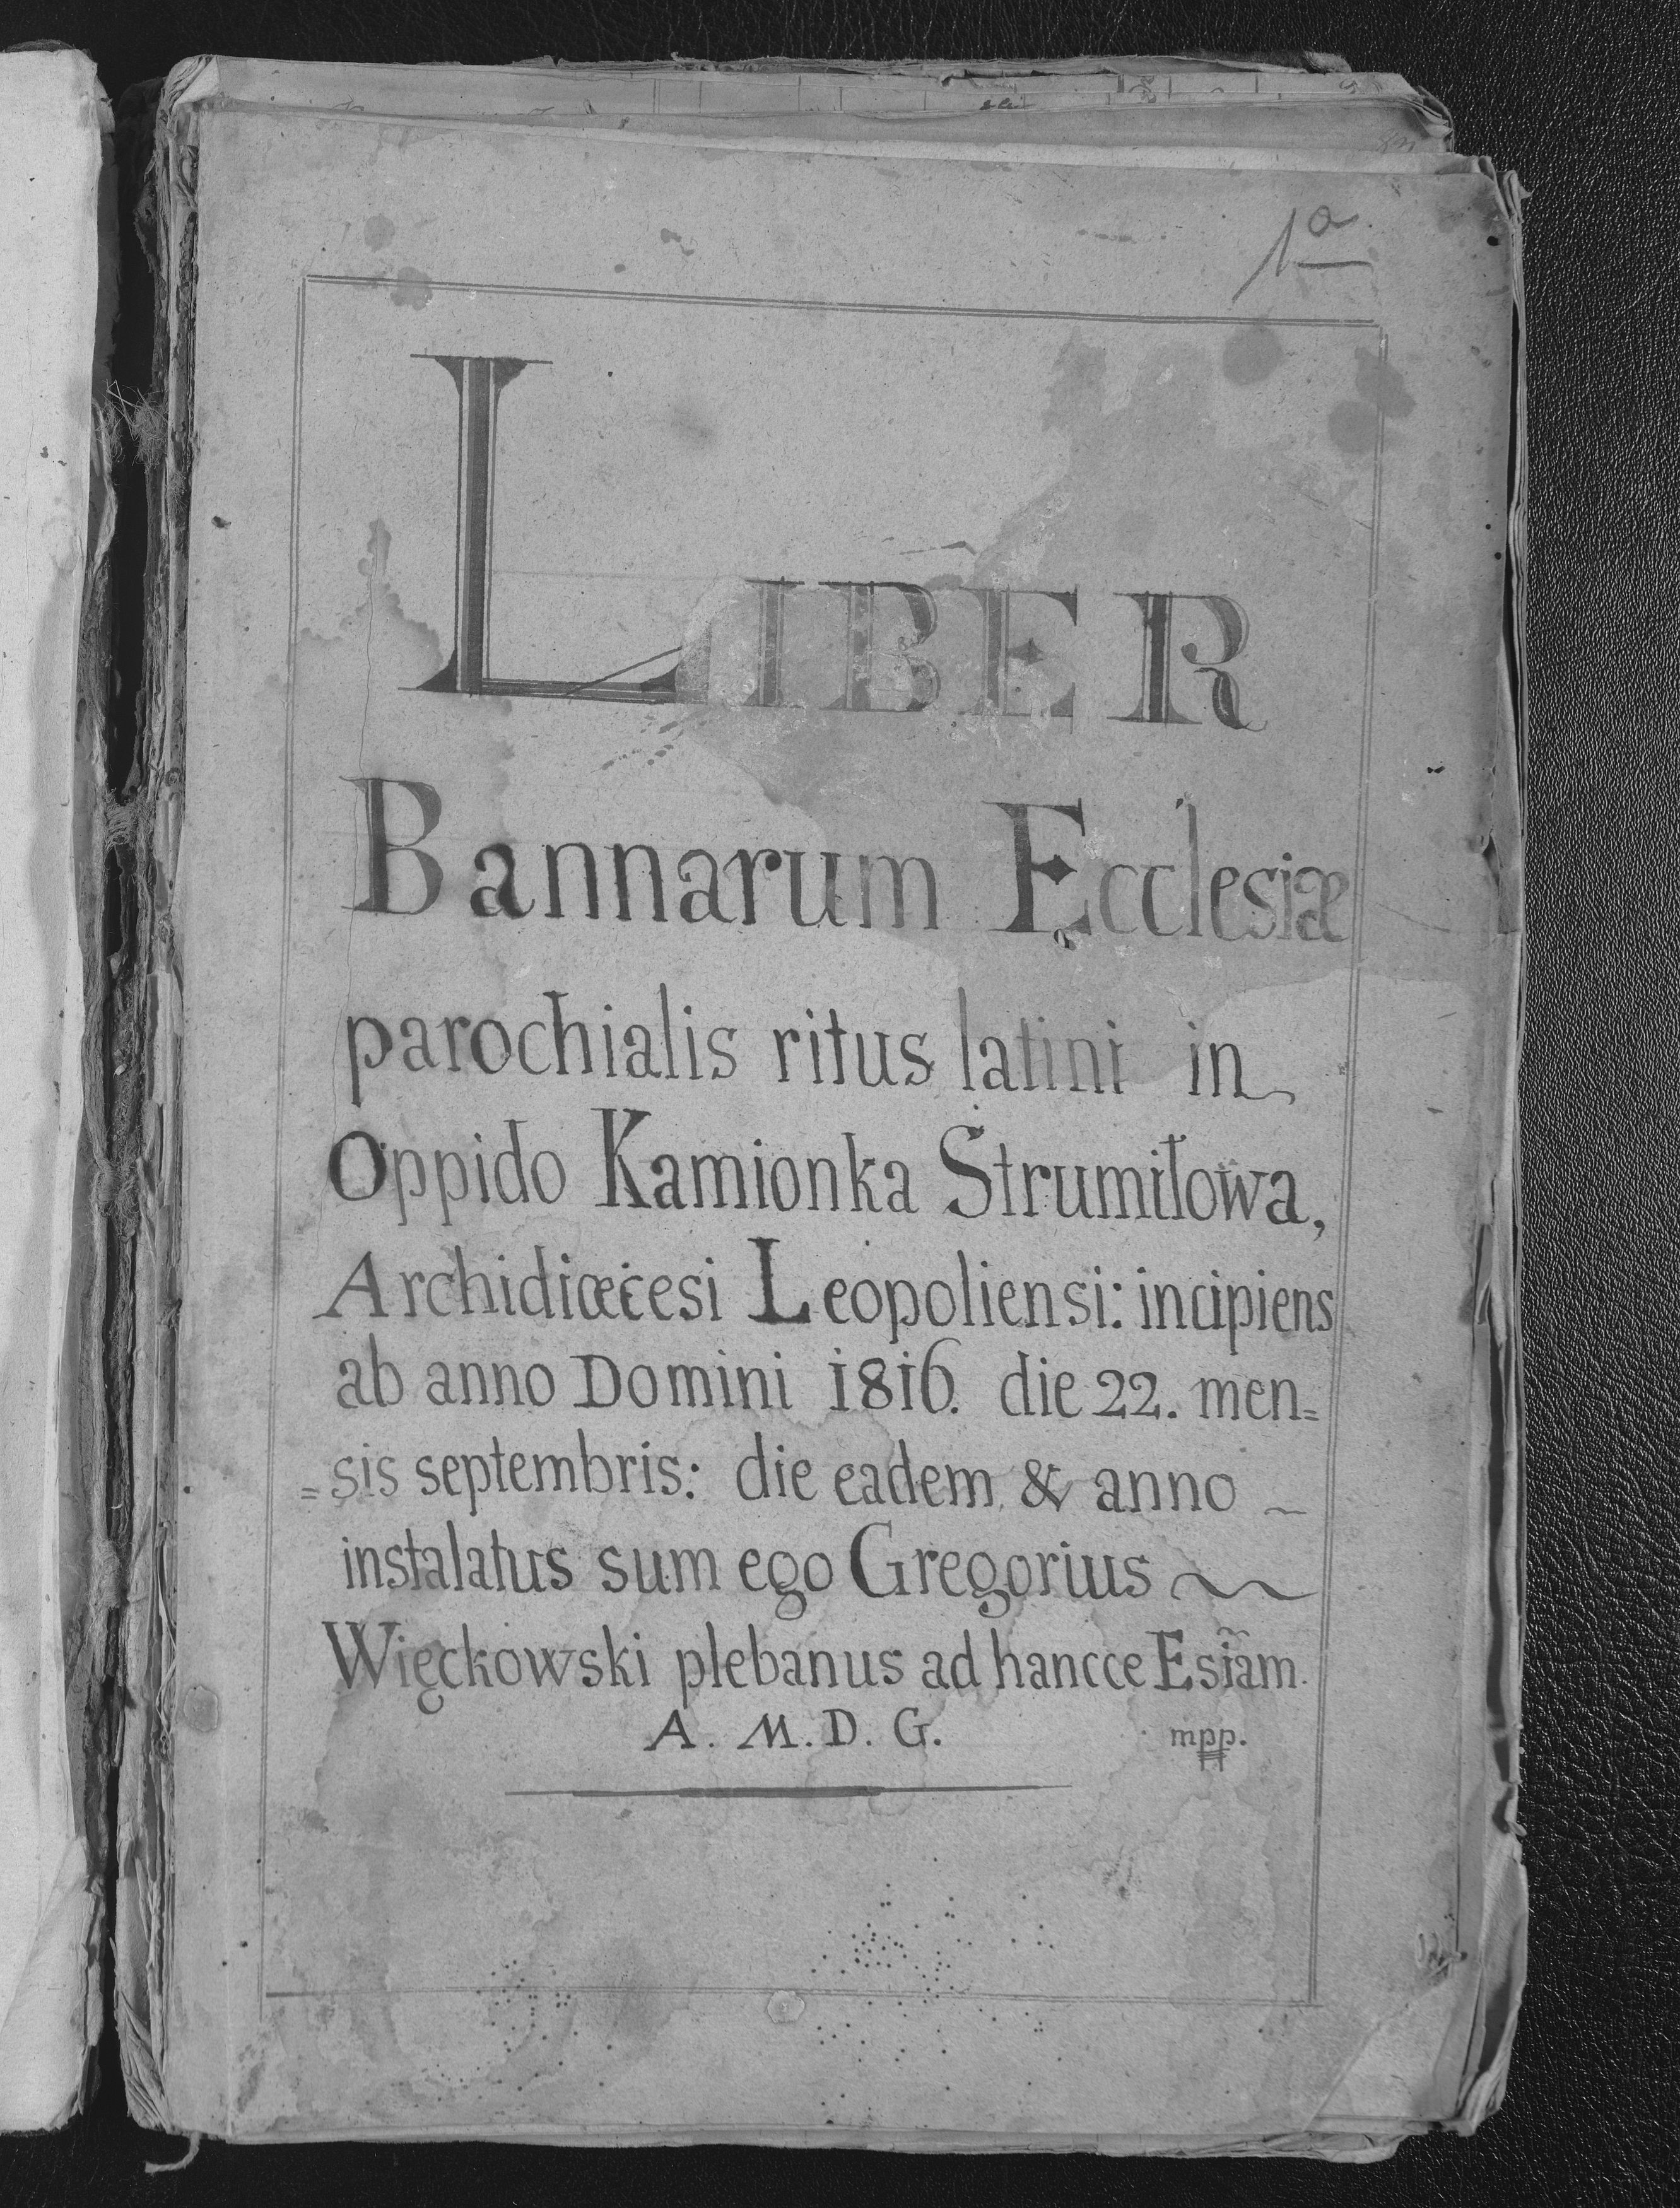 1a
LIBER
Bannarum Ecclesiæ
parochialis ritus latini in
Oppido Kamionka Strumiłowa,
Archidiœcesi Leopoliensi: incipiens
ab anno Domini 1816. die 22. men=
=sis septembris: die eadem & anno
instalatus sum ego Gregorius
Więckowski plebanus ad hancce Esiam.
A. M. D. G. mpp.